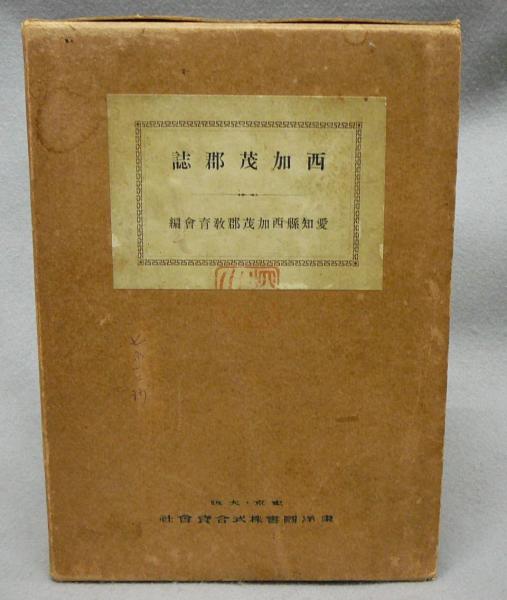 西加茂郡誌
愛知縣西加茂郡敎育會編
東京・大阪
東洋圖書株式合資會社